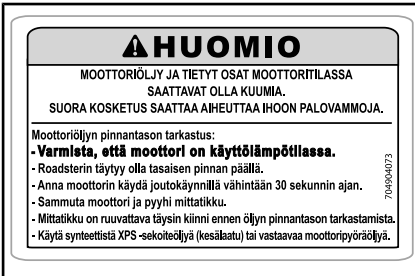 HUOMIO
MOOTTORIÖLJY JA TIETYT OSAT MOOTTORITILASSA
SAATTAVAT OLLA KUUMIA.
SUORA KOSKETUS SAATTAA AIHEUTTAA IHOON PALOVAMMOJA.
Moottoriöljyn pinnantason tarkastus:
- Varmista, että moottori on käyttölämpötilassa.
- Roadsterin täytyy olla tasaisen pinnan päällä.
- Anna moottorin käydä joutokäynnillä vähintään 30 sekunnin ajan.
- Sammuta moottori ja pyyhi mittatikku.
- Mittatikku on ruuvattava täysin kiinni ennen öljyn pinnantason tarkastamista.
- Käytä synteettistä XPS -sekoiteöljyä (kesälaatu) tai vastaavaa moottoripyöräöljyä.
704904073